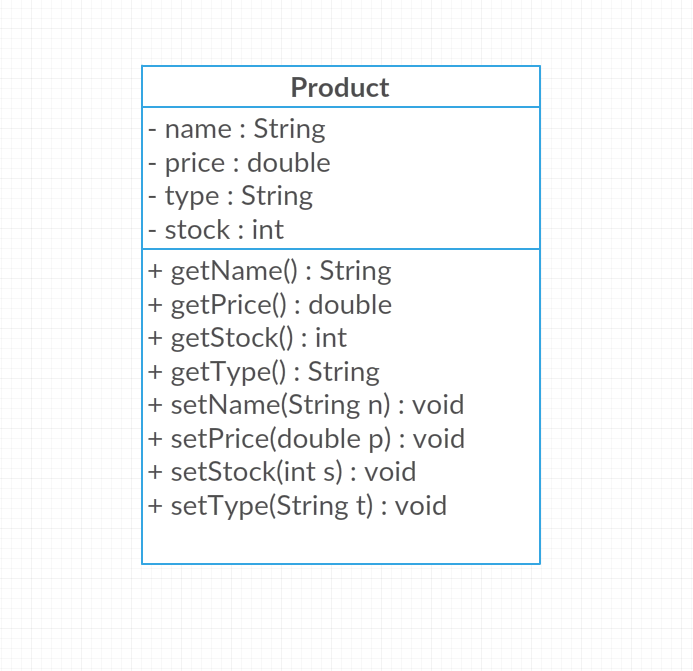 Product
- name : String
- price : double
- type : String
- stock : int
+ getName() : String
+ getPrice() : double
+ getStock() : int
+ getType() : String
+ setName(String n) : void
+ setPrice(double p) : void
+ setStock(int s) : void
+ setType(String t) : void